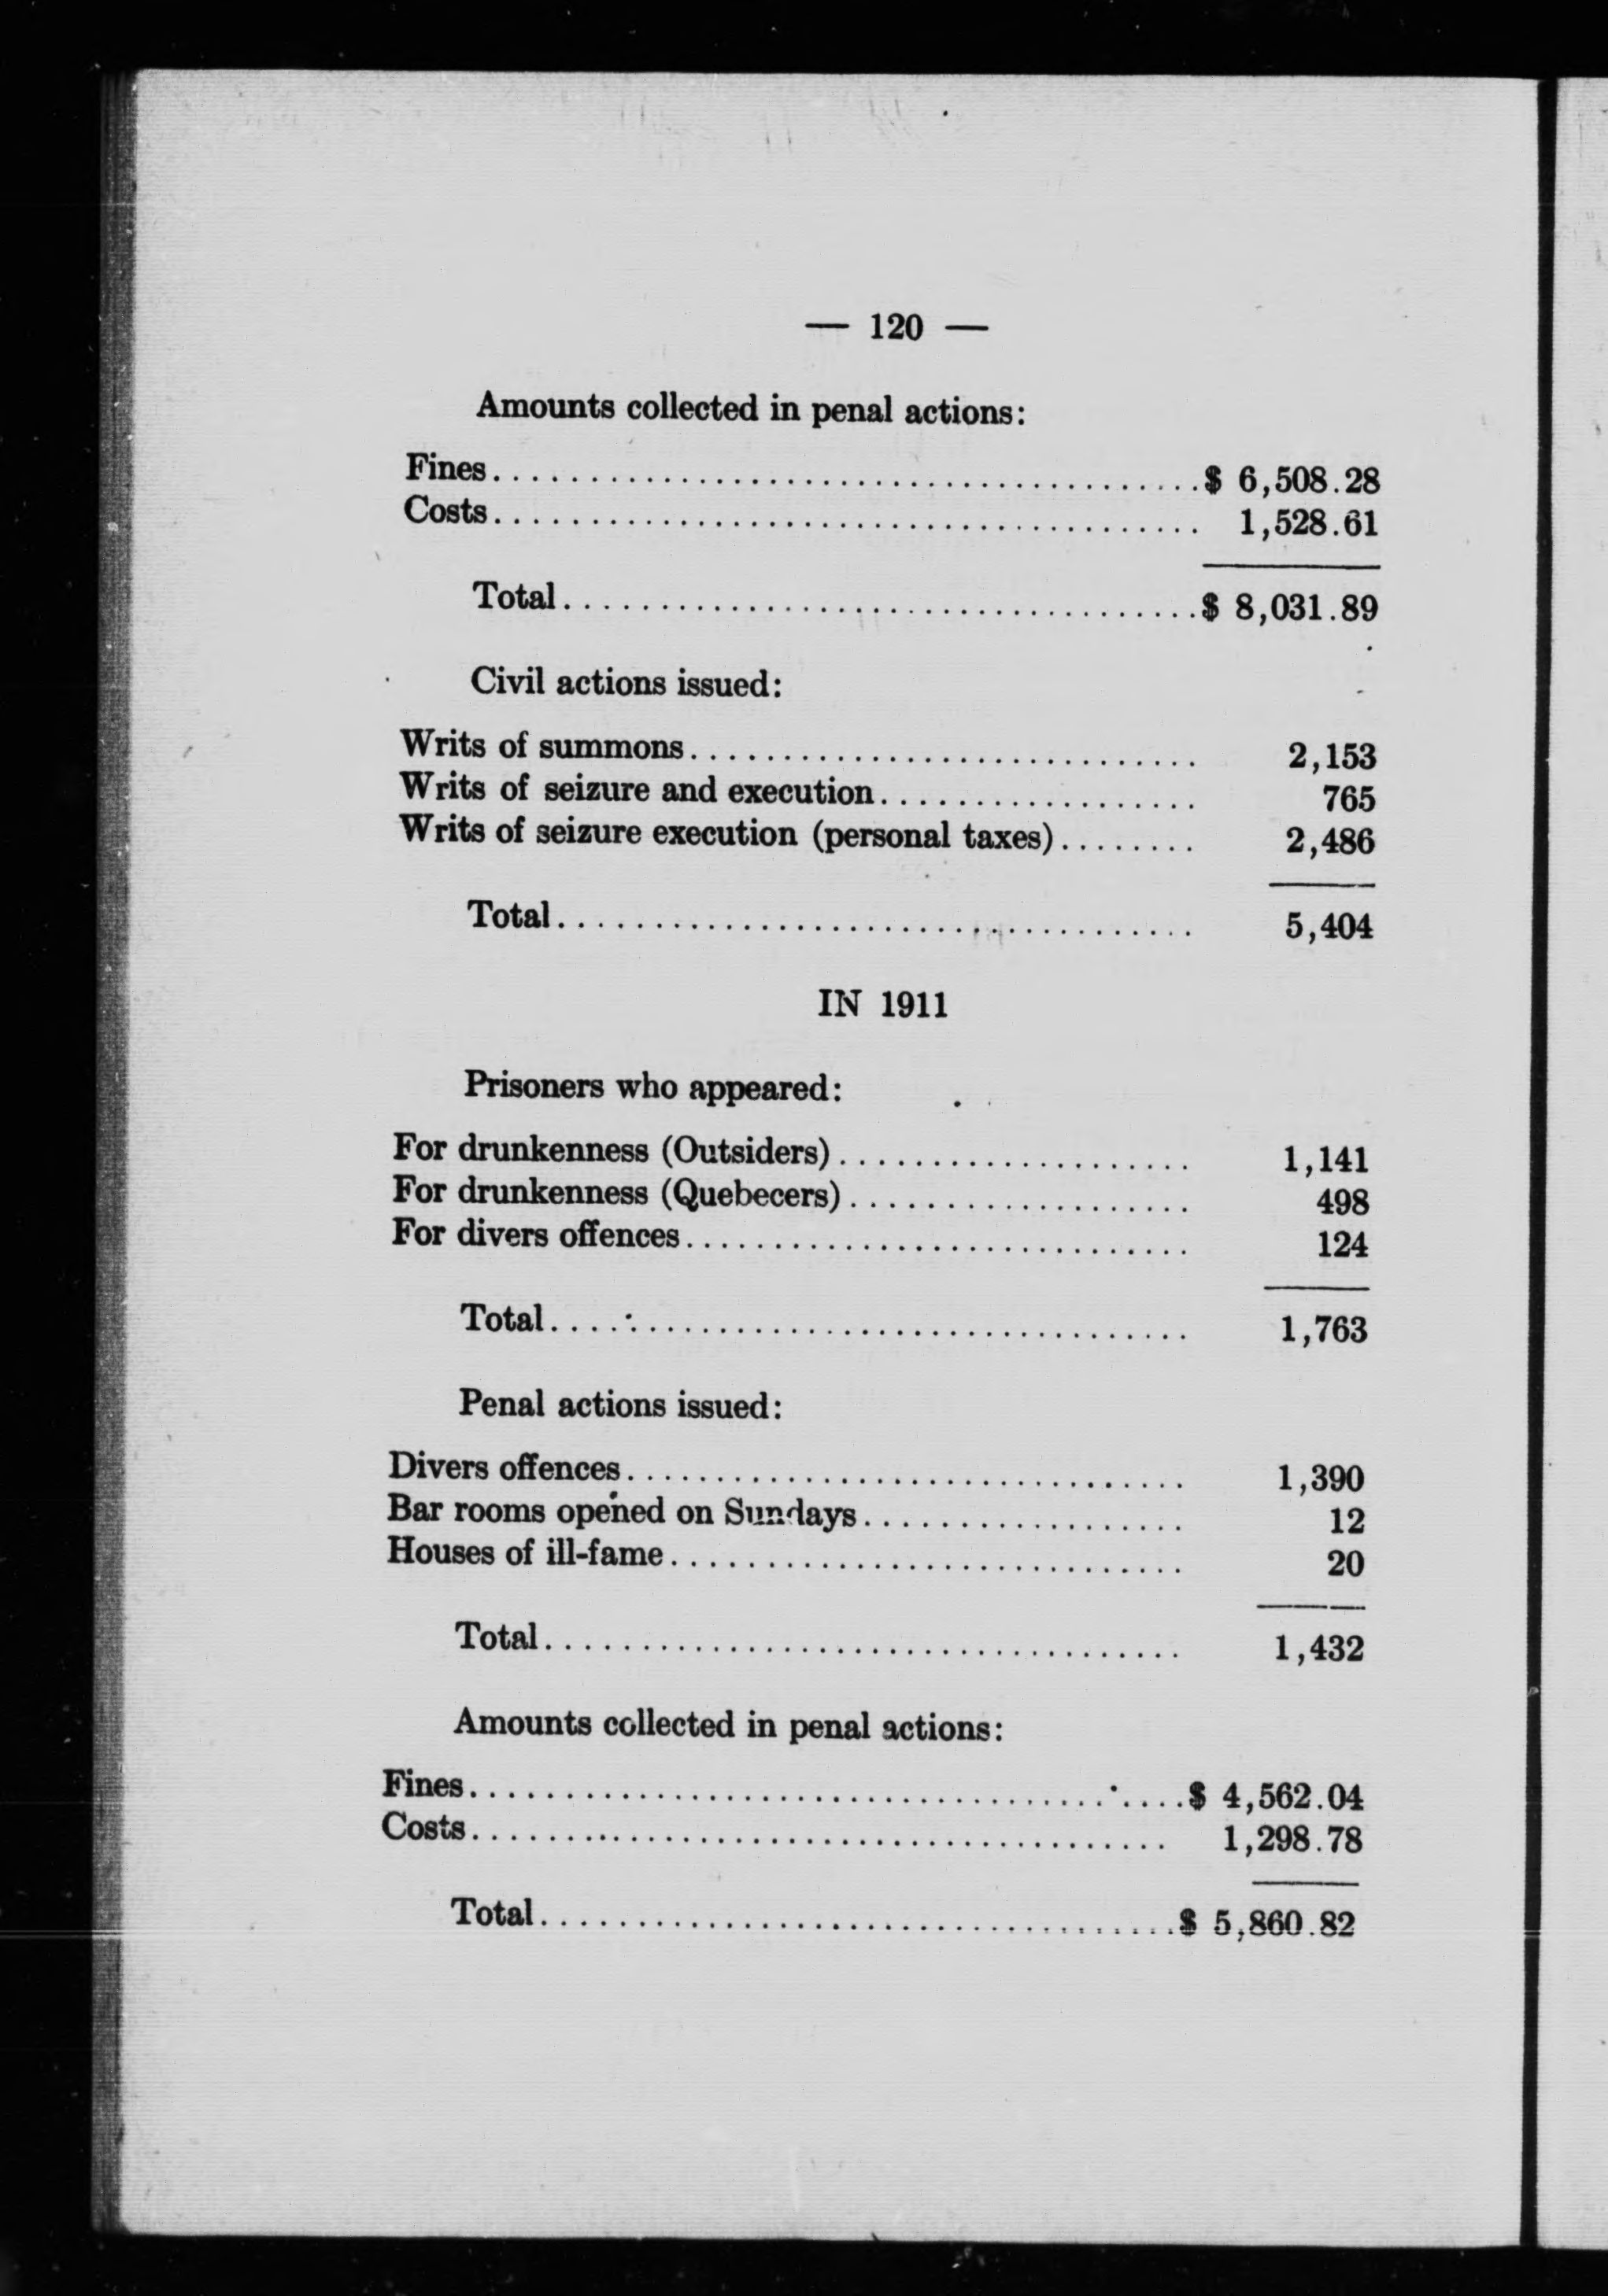 — 120 —
Amounts collected in penal actions:
Fines........................................$ 6,508.28
Costs........................................ 1,528.61
Total........................................$ 8,031.89
Civil actions issued:
Writs of summons............................ 2,153
Writs of seizure and execution.................. 765
Writs of seizure execution (personal taxes)........ 2,486
Total.................................... 5,404
IN 1911
Prisoners who appeared:
For drunkenness (Outsiders)..................... 1,141
For drunkenness (Quebecers).................... 498
For divers offences............................. 124
Total.................................... 1,763
Penal actions issued:
Divers offences................................ 1,390
Bar rooms opened on Sundays................... 12
Houses of ill-fame.............................. 20
Total.................................... 1,432
Amounts collected in penal actions:
Fines........................................$ 4,562.04
Costs........................................ 1,298.78
Total.....................................$ 5,860.82